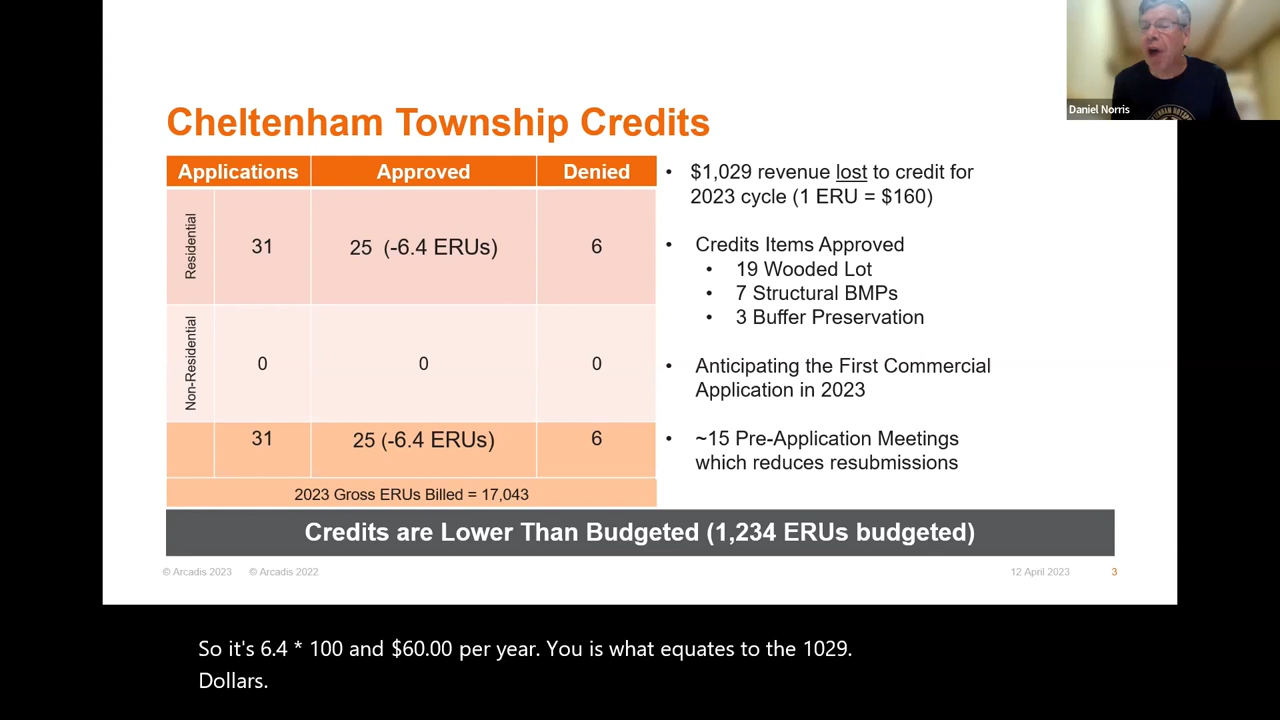 Daniel Norris
Cheltenham Township Credits
Applications Approved Denied
Residential 31 25 (-6.4 ERUs) 6
Non-Residential 0 0 0
31 25 (-6.4 ERUs) 6
2023 Gross ERUs Billed = 17,043
• $1,029 revenue lost to credit for
2023 cycle (1 ERU = $160)
• Credits Items Approved
• 19 Wooded Lot
• 7 Structural BMPs
• 3 Buffer Preservation
• Anticipating the First Commercial
Application in 2023
• ~15 Pre-Application Meetings
which reduces resubmissions
Credits are Lower Than Budgeted (1,234 ERUs budgeted)
© Arcadis 2023 © Arcadis 2022 12 April 2023 3
So it's 6.4 * 100 and $60.00 per year. You is what equates to the 1029.
Dollars.